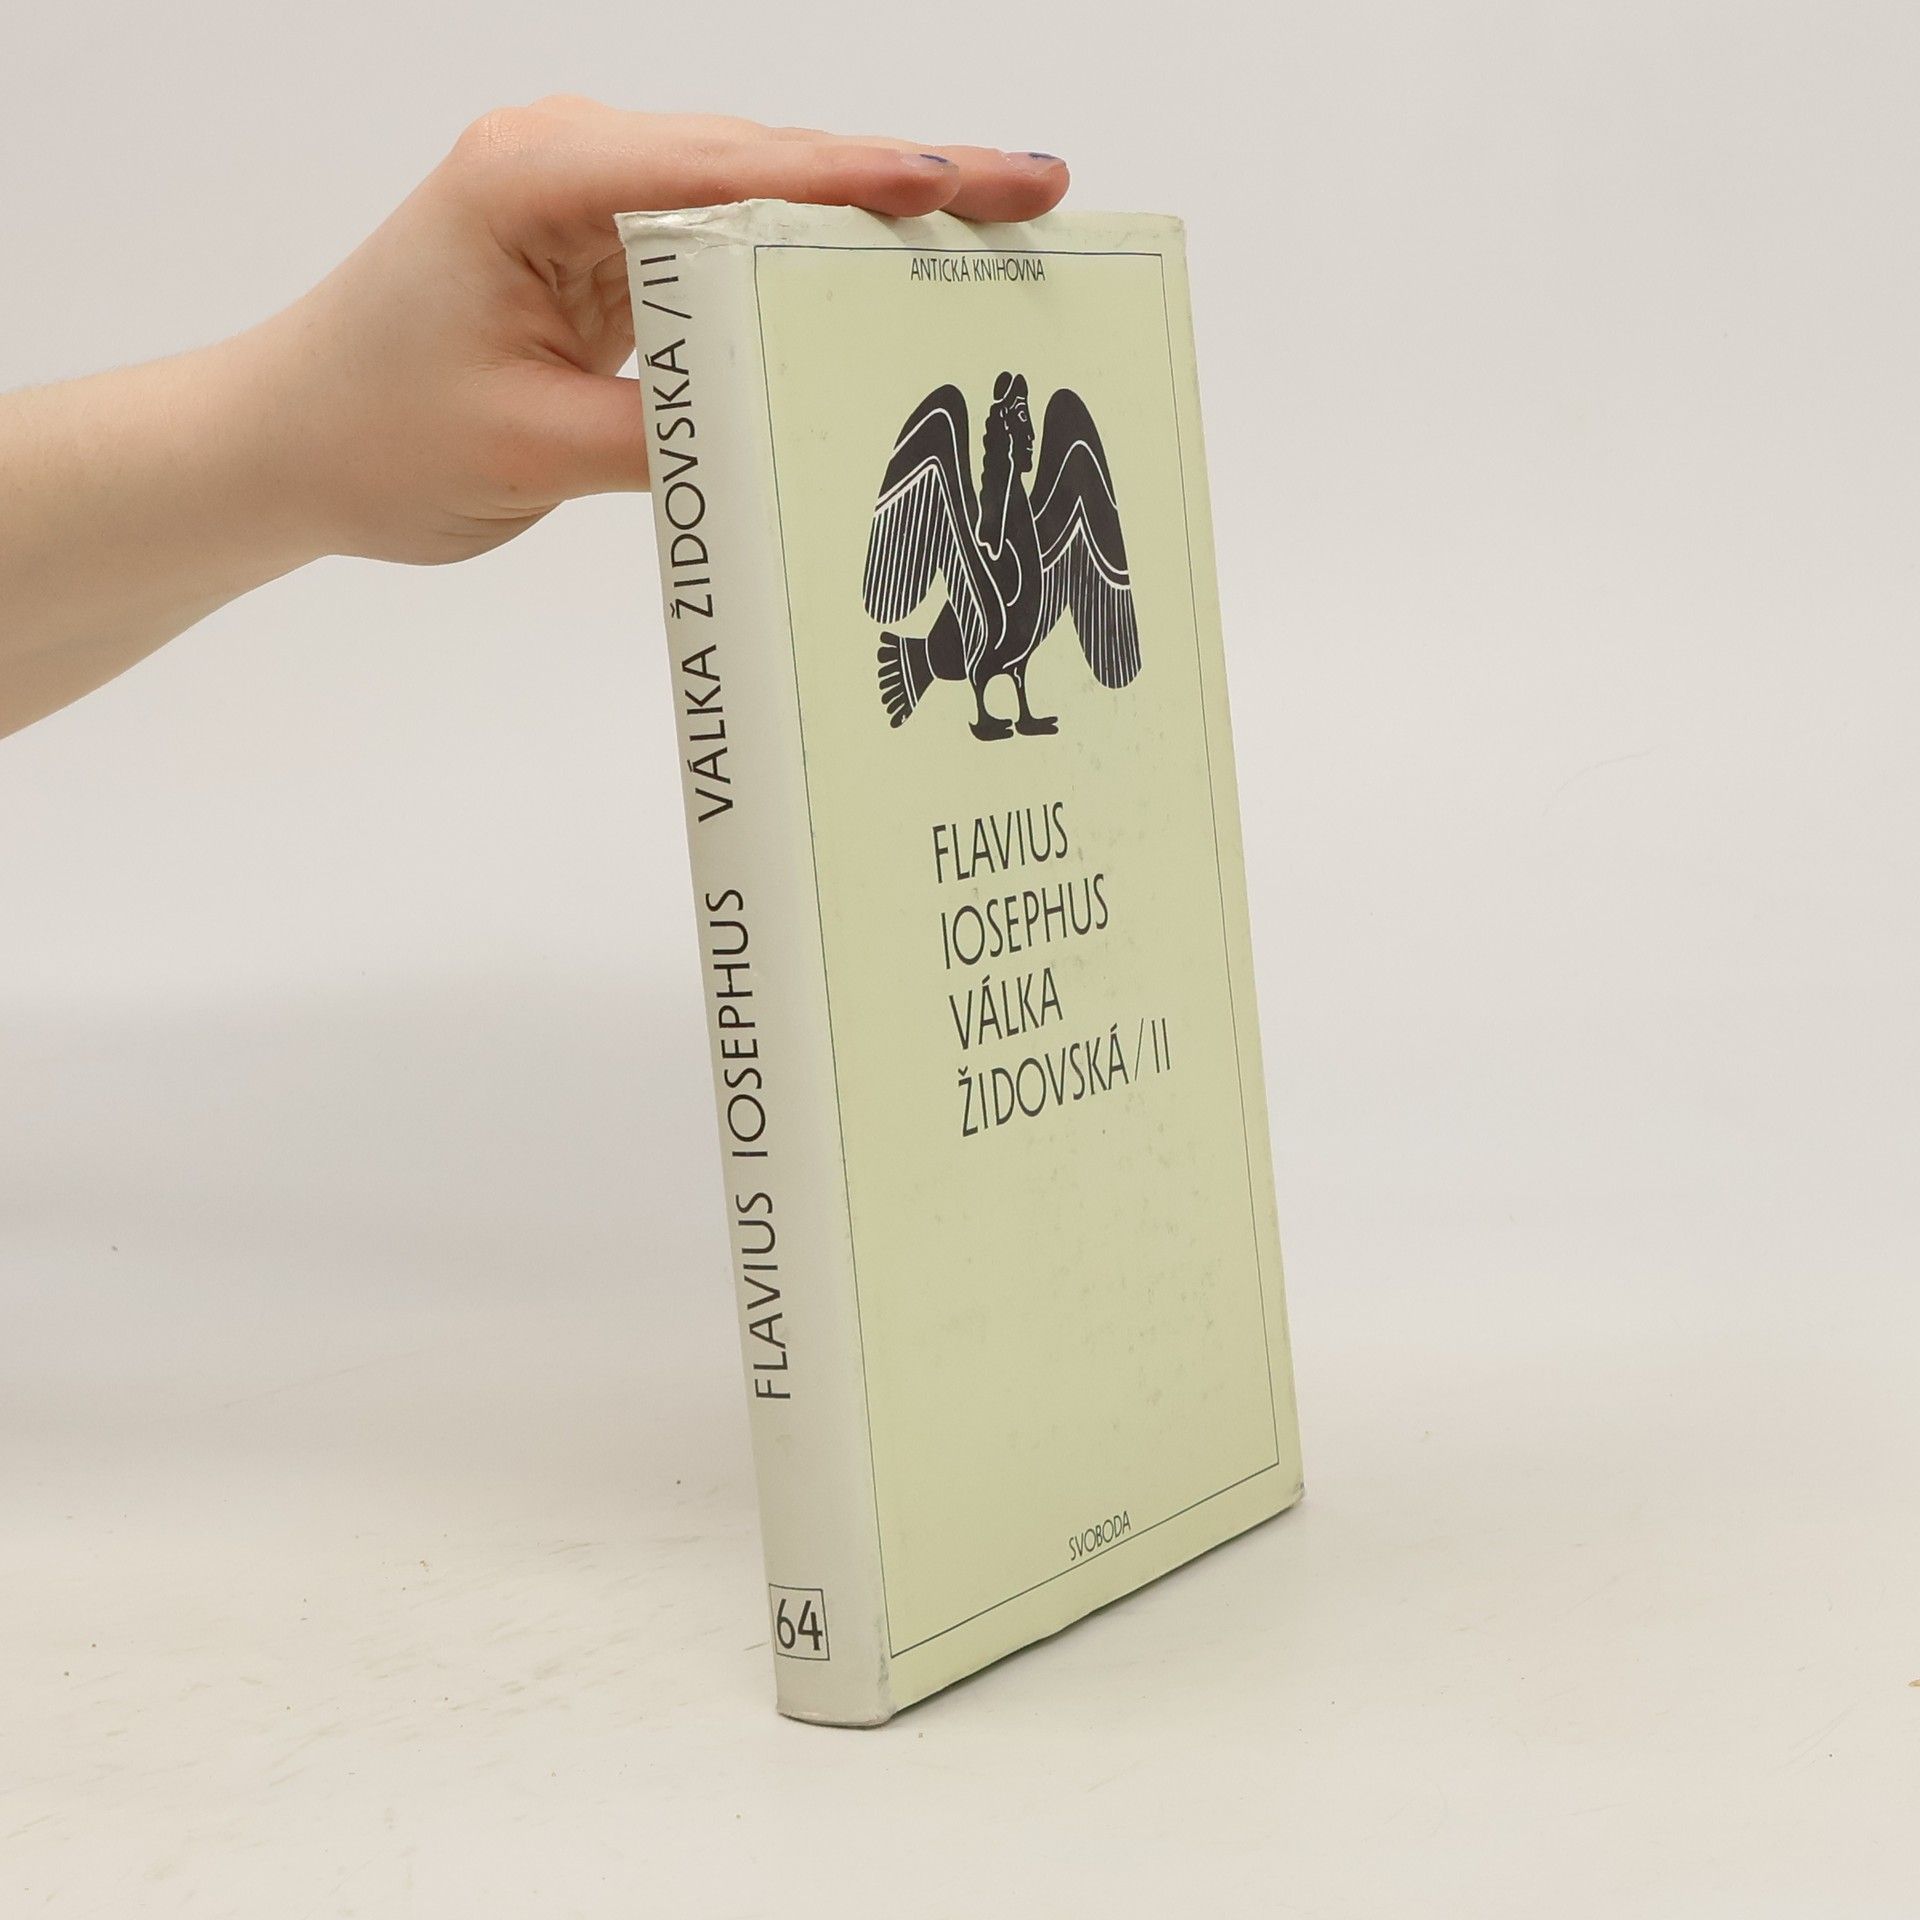 FLAVIUS IOSEPHUS VÁLKA ŽIDOVSKÁ /II
64
ANTICKÁ KNIHOVNA
FLAVIUS
IOSEPHUS
VÁLKA
ŽIDOVSKÁ/II
SVOBODA